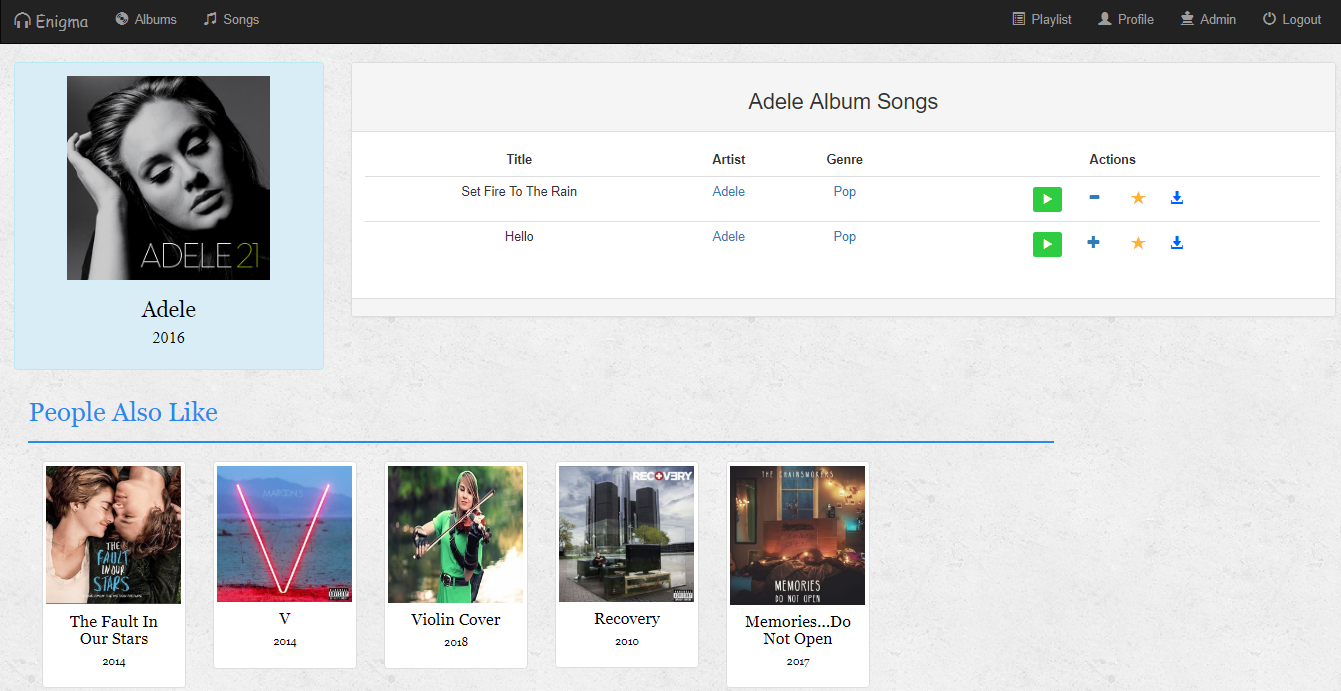 Enigma Albums Songs Playlist Profile Admin Logout
ADELE 21
Adele
2016
Adele Album Songs
Title Artist Genre Actions
Set Fire To The Rain Adele Pop
Hello Adele Pop
People Also Like
THE
FAULT
IN OUR
STARS
The Fault In
Our Stars
2014
MAROON 5
V
2014
Violin Cover
2018
RECOVERY
Recovery
2010
THE CHAINSMOKERS
MEMORIES
DO NOT OPEN
Memories...Do
Not Open
2017